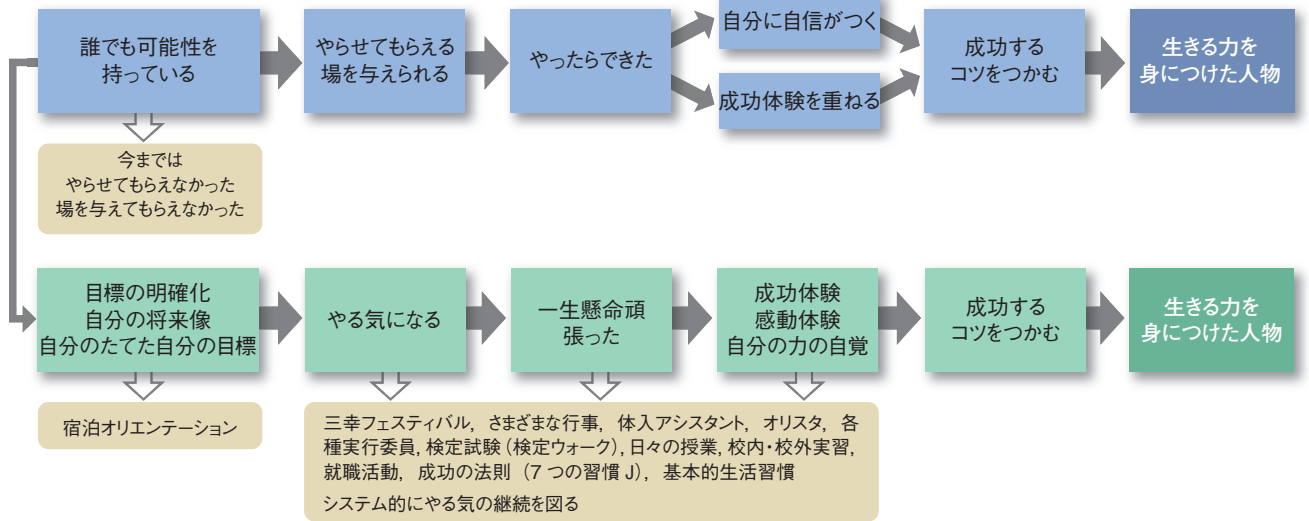 誰でも可能性を
持っている
やらせてもらえる
場を与えられる
やったらできた
自分に自信がつく
成功体験を重ねる
成功する
コツをつかむ
生きる力を
身につけた人物
今までは
やらせてもらえなかった
場を与えてもらえなかった
目標の明確化
自分の将来像
自分のたてた自分の目標
やる気になる
一生懸命頑
張った
成功体験
感動体験
自分の力の自覚
成功する
コツをつかむ
生きる力を
身につけた人物
宿泊オリエンテーション
三幸フェスティバル，さまざまな行事，体入アシスタント，オリスタ，各
種実行委員，検定試験（検定ウォーク），日々の授業，校内・校外実習，
就職活動，成功の法則（7 つの習慣 J），基本的生活習慣
システム的にやる気の継続を図る